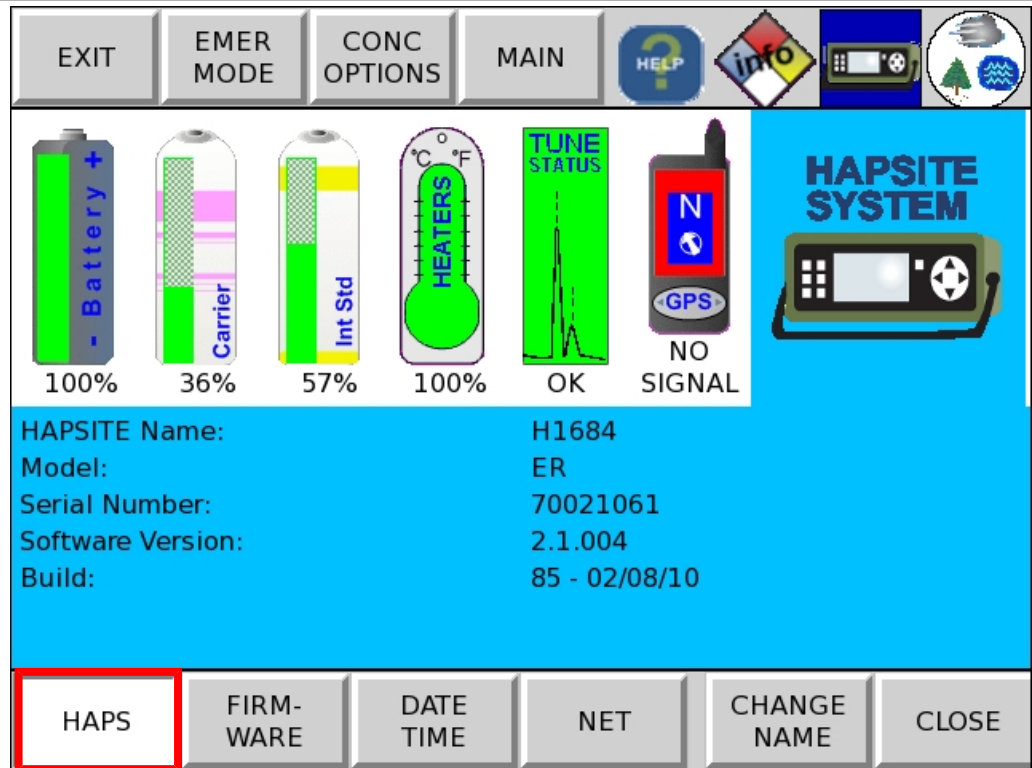 EXIT
EMER
MODE
CONC
OPTIONS
MAIN
HELP
info
- Battery +
Carrier
Int Std
°C °F
HEATERS
TUNE
STATUS
N
GPS
HAPSITE
SYSTEM
100%
36%
57%
100%
OK
NO
SIGNAL
HAPSITE Name: H1684
Model: ER
Serial Number: 70021061
Software Version: 2.1.004
Build: 85 - 02/08/10
HAPS
FIRM-
WARE
DATE
TIME
NET
CHANGE
NAME
CLOSE